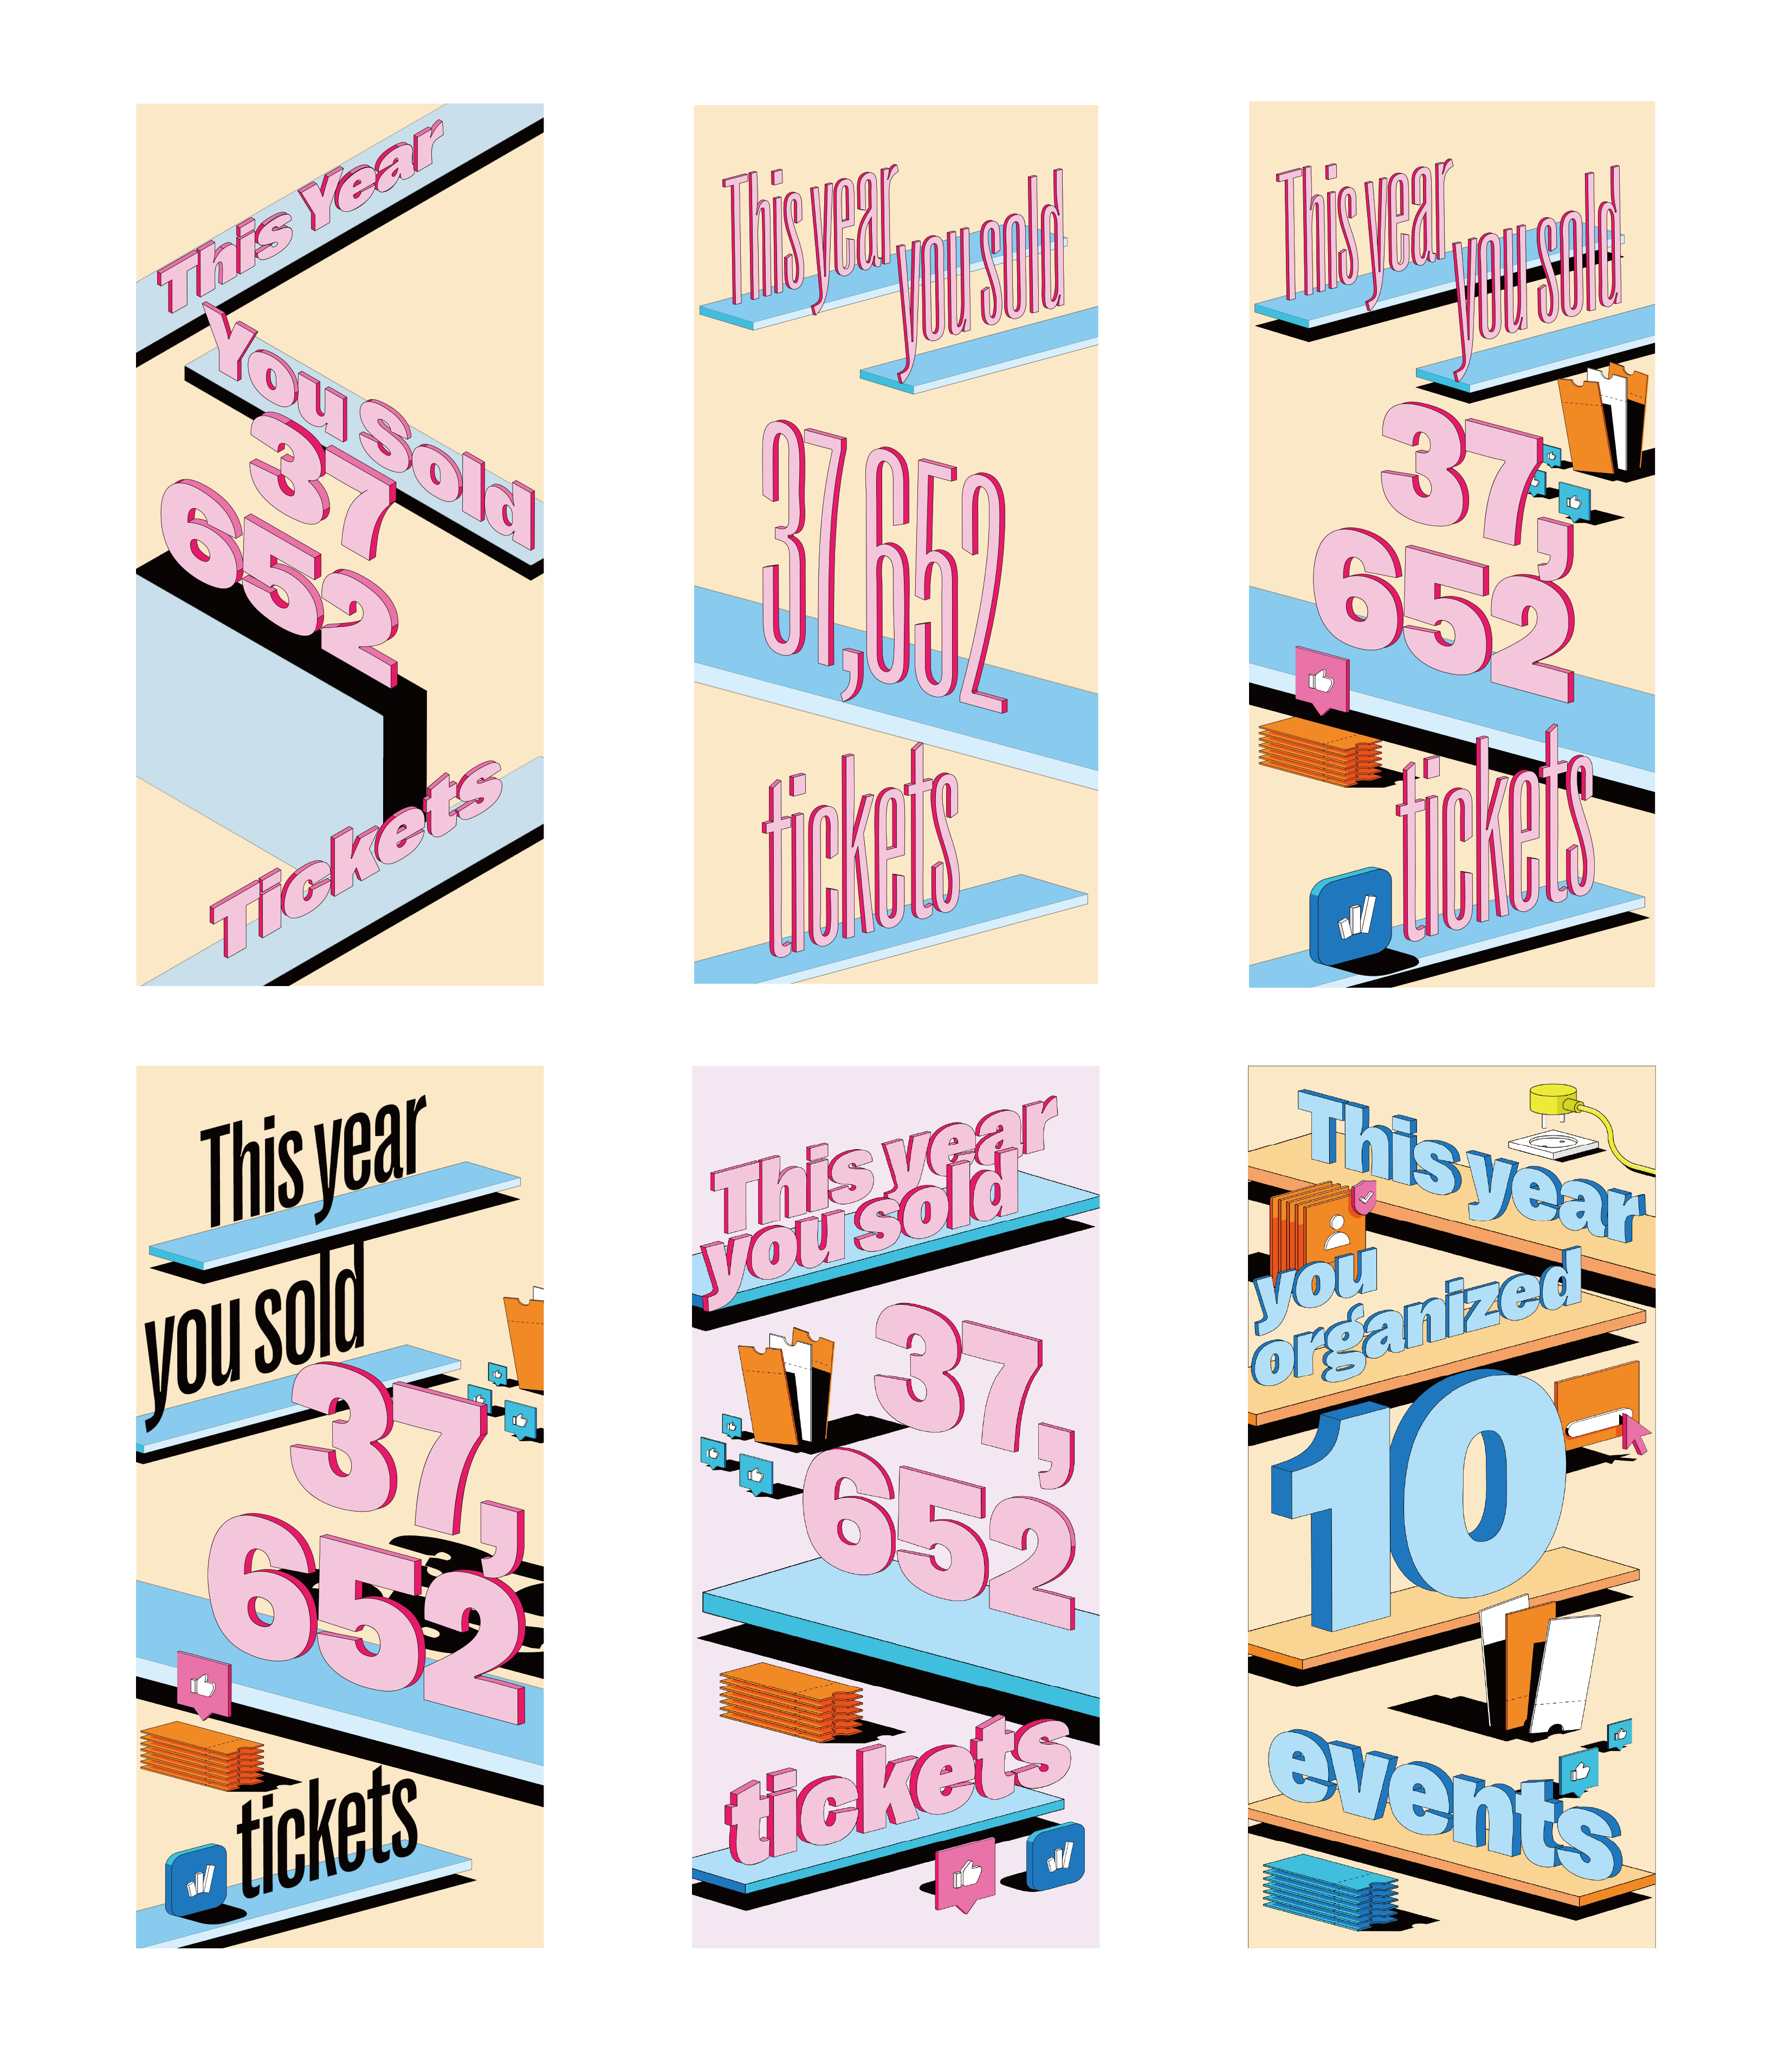 This Year
You Sold
37
652
Tickets
This year
you sold
37,652
tickets
This year
you sold
37,
652
tickets
This year
you sold
37,
652
tickets
This year
you sold
37,
652
tickets
This year
you
organized
10
events